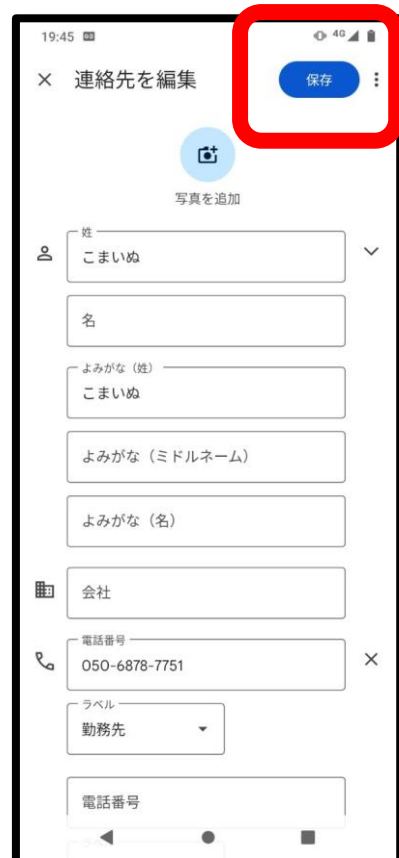 19:45
4G
連絡先を編集
保存
写真を追加
姓
こまいぬ
名
よみがな（姓）
こまいぬ
よみがな（ミドルネーム）
よみがな（名）
会社
電話番号
050-6878-7751
ラベル
勤務先
電話番号